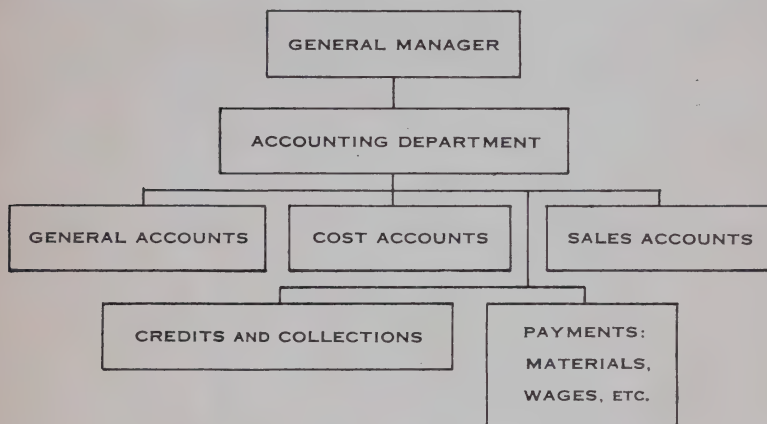 GENERAL MANAGER
ACCOUNTING DEPARTMENT
GENERAL ACCOUNTS
COST ACCOUNTS
SALES ACCOUNTS
CREDITS AND COLLECTIONS
PAYMENTS:
MATERIALS,
WAGES, ETC.